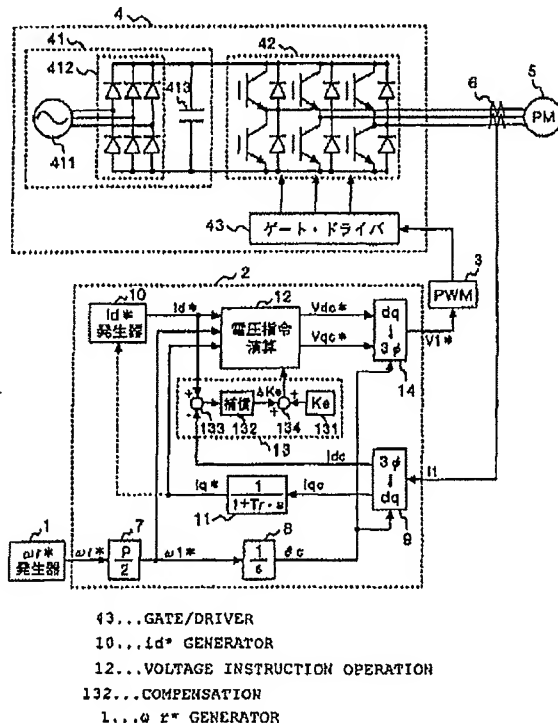 4
41
412
42
413
5
6
PM
411
43
ゲート・ドライバ
3
PWM
2
10
Id*
12
Vdc*
Id*
発生器
電圧指令
演算
Vqc*
dq
↓
3φ
V1*
14
+
-
補償
ΔKe
+
+
Ke
133
132
134
131
13
Idc
3φ
↓
dq
I1
Iq*
1
1+Tr・s
Iqc
11
9
1
7
8
ωr*
発生器
ωr*
P
2
ω1*
1
s
θc
43...GATE/DRIVER
10...id* GENERATOR
12...VOLTAGE INSTRUCTION OPERATION
132...COMPENSATION
1...ω r* GENERATOR